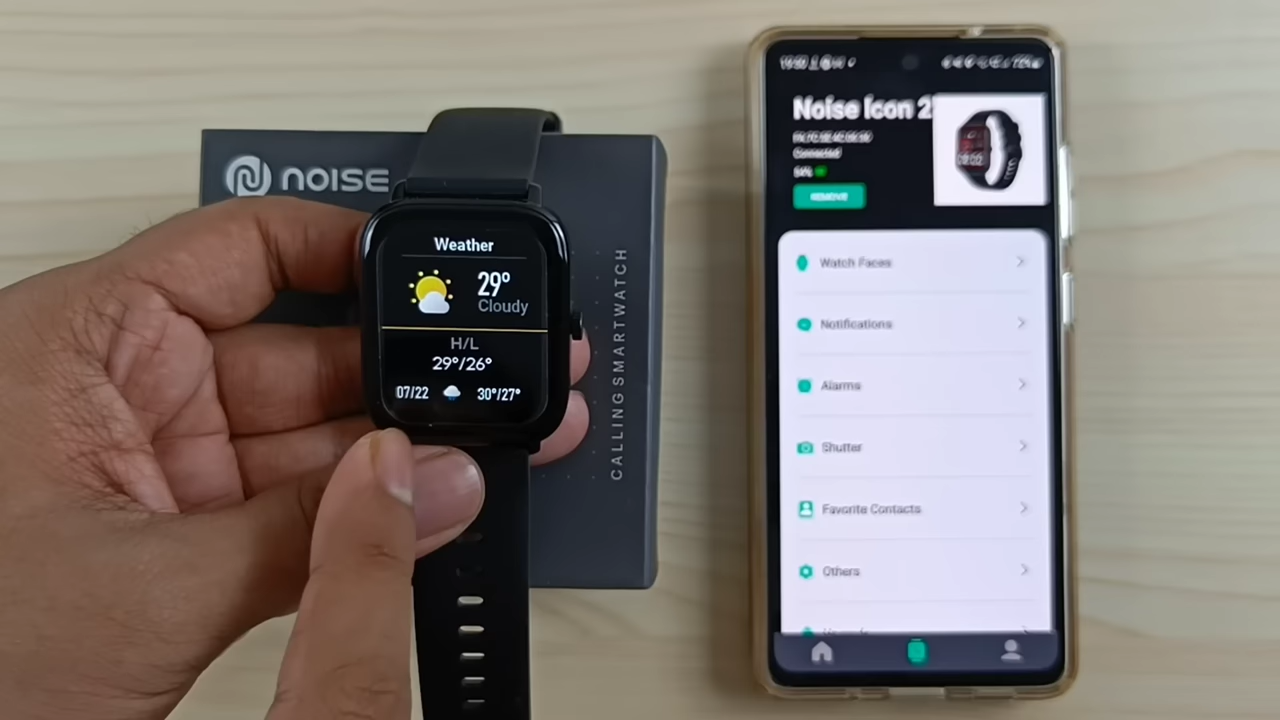 NOISE
CALLING SMARTWATCH
Weather
29°
Cloudy
H/L
29°/26°
07/22 30°/27°
Noise Icon 2
Connected
REMOVE
Watch Faces
Notifications
Alarms
Shutter
Favorite Contacts
Others